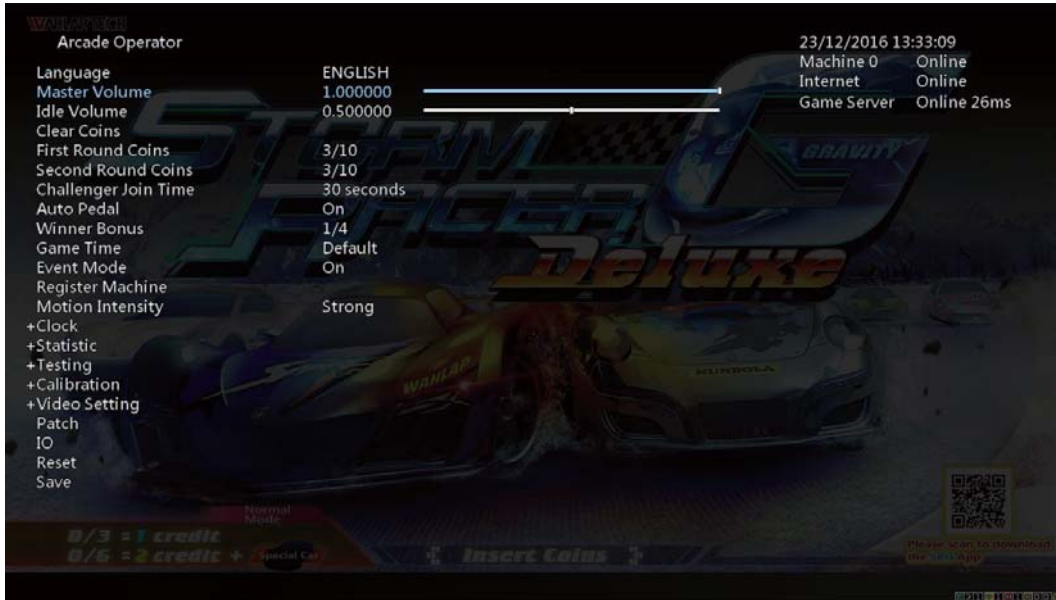 WAHLAP TECH
Arcade Operator
23/12/2016 13:33:09
Machine 0 Online
Internet Online
Game Server Online 26ms
Language ENGLISH
Master Volume 1.000000
Idle Volume 0.500000
Clear Coins
First Round Coins 3/10
Second Round Coins 3/10
Challenger Join Time 30 seconds
Auto Pedal On
Winner Bonus 1/4
Game Time Default
Event Mode On
Register Machine
Motion Intensity Strong
+Clock
+Statistic
+Testing
+Calibration
+Video Setting
Patch
IO
Reset
Save
STORM
RACER G
GRAVITY
Deluxe
WAHLAP
Normal
Mode
0/3 = 1 credit
0/6 = 2 credit + Special Car
Insert Coins
Please scan to download
the SRG App